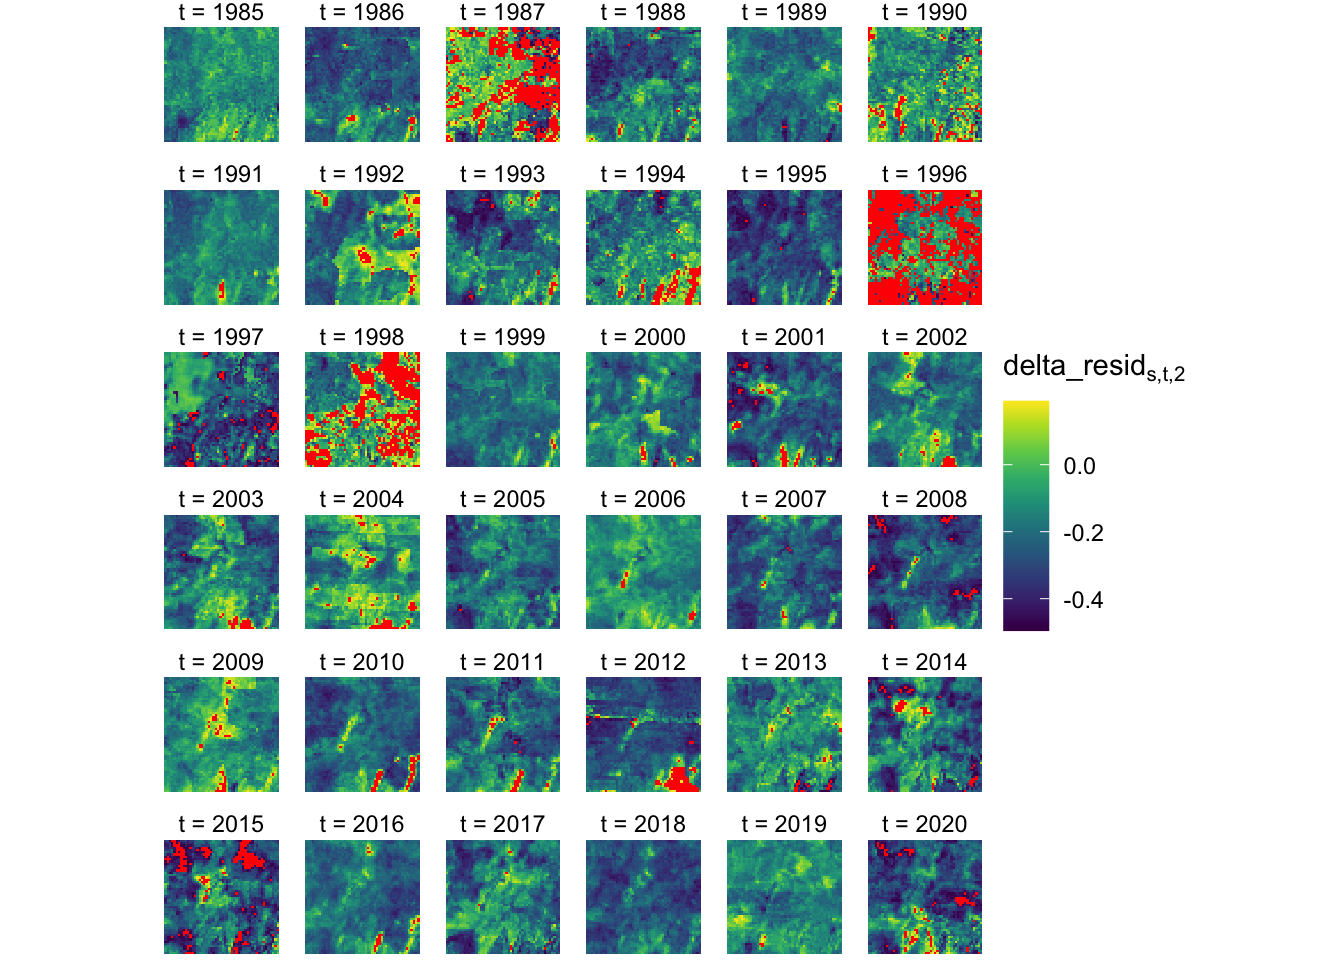 t = 1985 t = 1986 t = 1987 t = 1988 t = 1989 t = 1990
t = 1991 t = 1992 t = 1993 t = 1994 t = 1995 t = 1996
t = 1997 t = 1998 t = 1999 t = 2000 t = 2001 t = 2002
delta_resid s,t,2
0.0
-0.2
-0.4
t = 2003 t = 2004 t = 2005 t = 2006 t = 2007 t = 2008
t = 2009 t = 2010 t = 2011 t = 2012 t = 2013 t = 2014
t = 2015 t = 2016 t = 2017 t = 2018 t = 2019 t = 2020